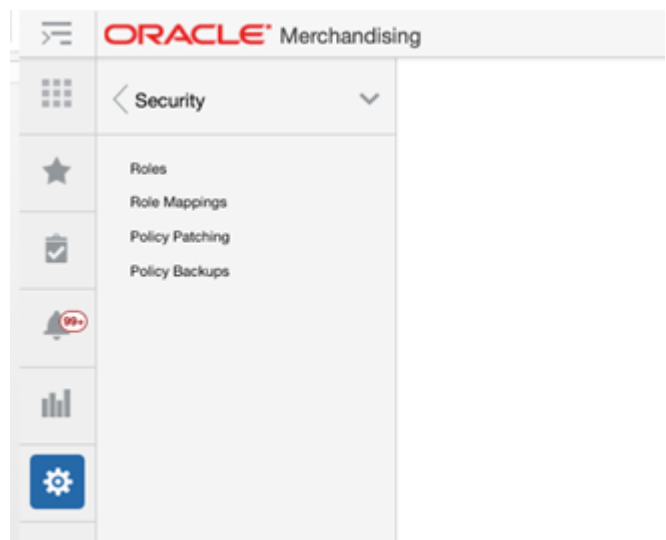 ORACLE® Merchandising
Security
Roles
Role Mappings
Policy Patching
Policy Backups
99+